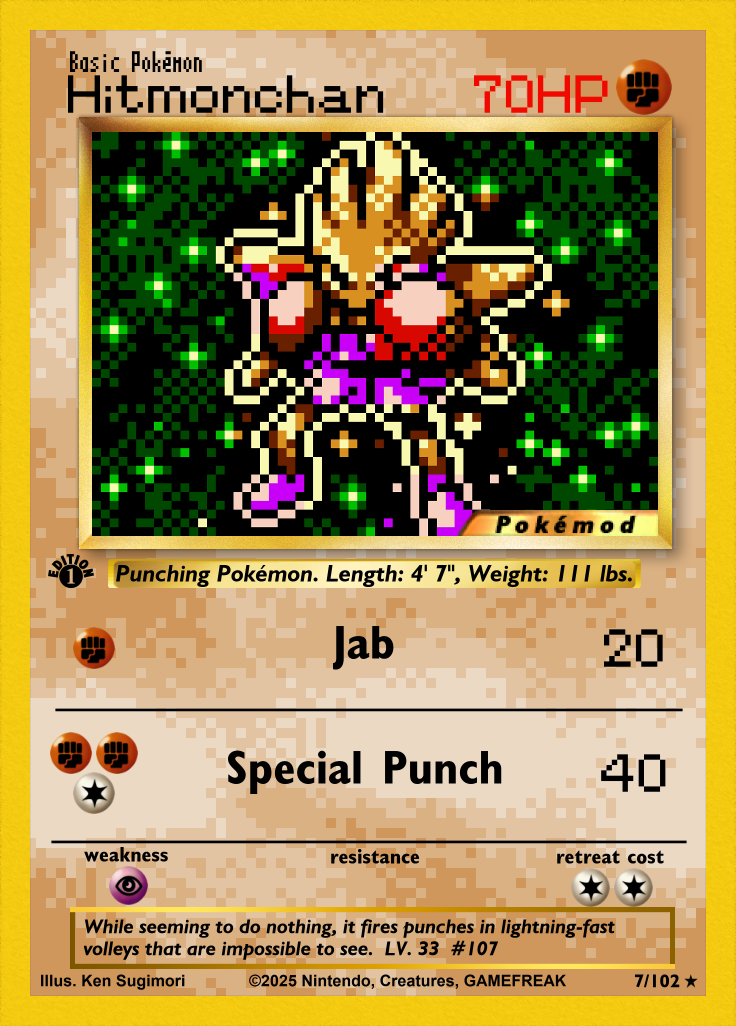 Basic Pokémon
Hitmonchan 70HP
Pokémod
EDITION 1
Punching Pokémon. Length: 4' 7", Weight: 111 lbs.
Jab 20
Special Punch 40
weakness resistance retreat cost
While seeming to do nothing, it fires punches in lightning-fast
volleys that are impossible to see. LV. 33 #107
Illus. Ken Sugimori ©2025 Nintendo, Creatures, GAMEFREAK 7/102 ★